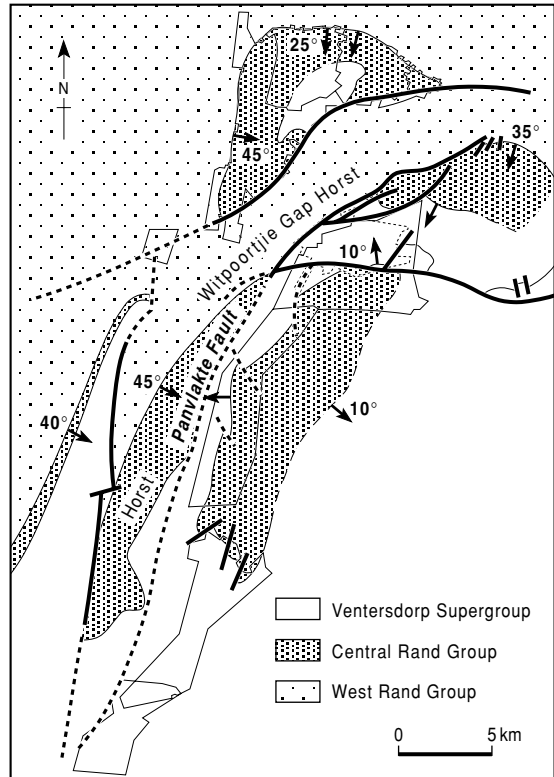 25°
N
45°
35°
Witpoortjie Gap Horst
10°
Panvlakte Fault
45°
40°
10°
Horst
Ventersdorp Supergroup
Central Rand Group
West Rand Group
0 5 km